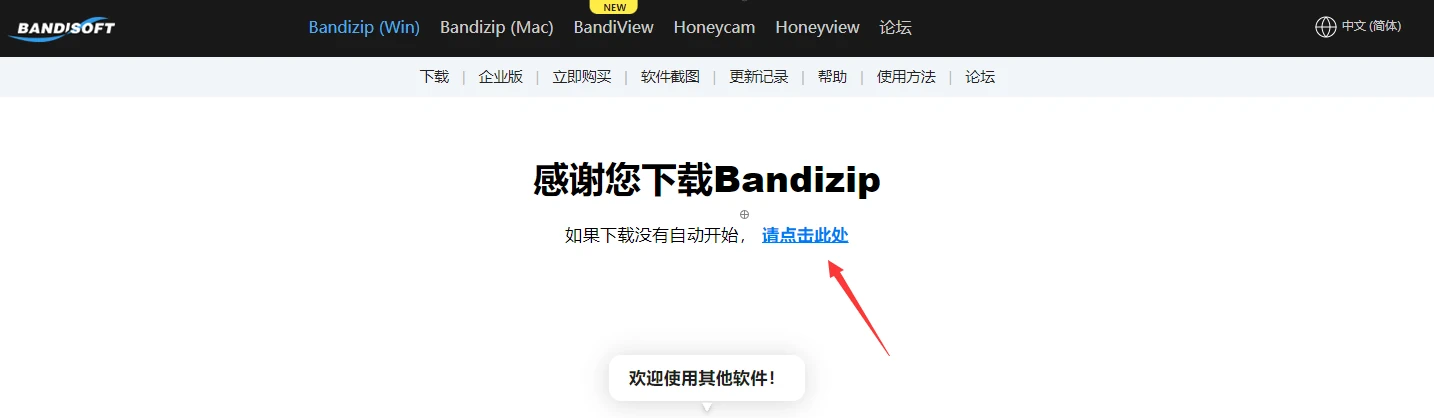 NEW
BANDISOFT Bandizip (Win) Bandizip (Mac) BandiView Honeycam Honeyview 论坛 中文 (简体)
下载 | 企业版 | 立即购买 | 软件截图 | 更新记录 | 帮助 | 使用方法 | 论坛
感谢您下载Bandizip
如果下载没有自动开始， 请点击此处
欢迎使用其他软件！